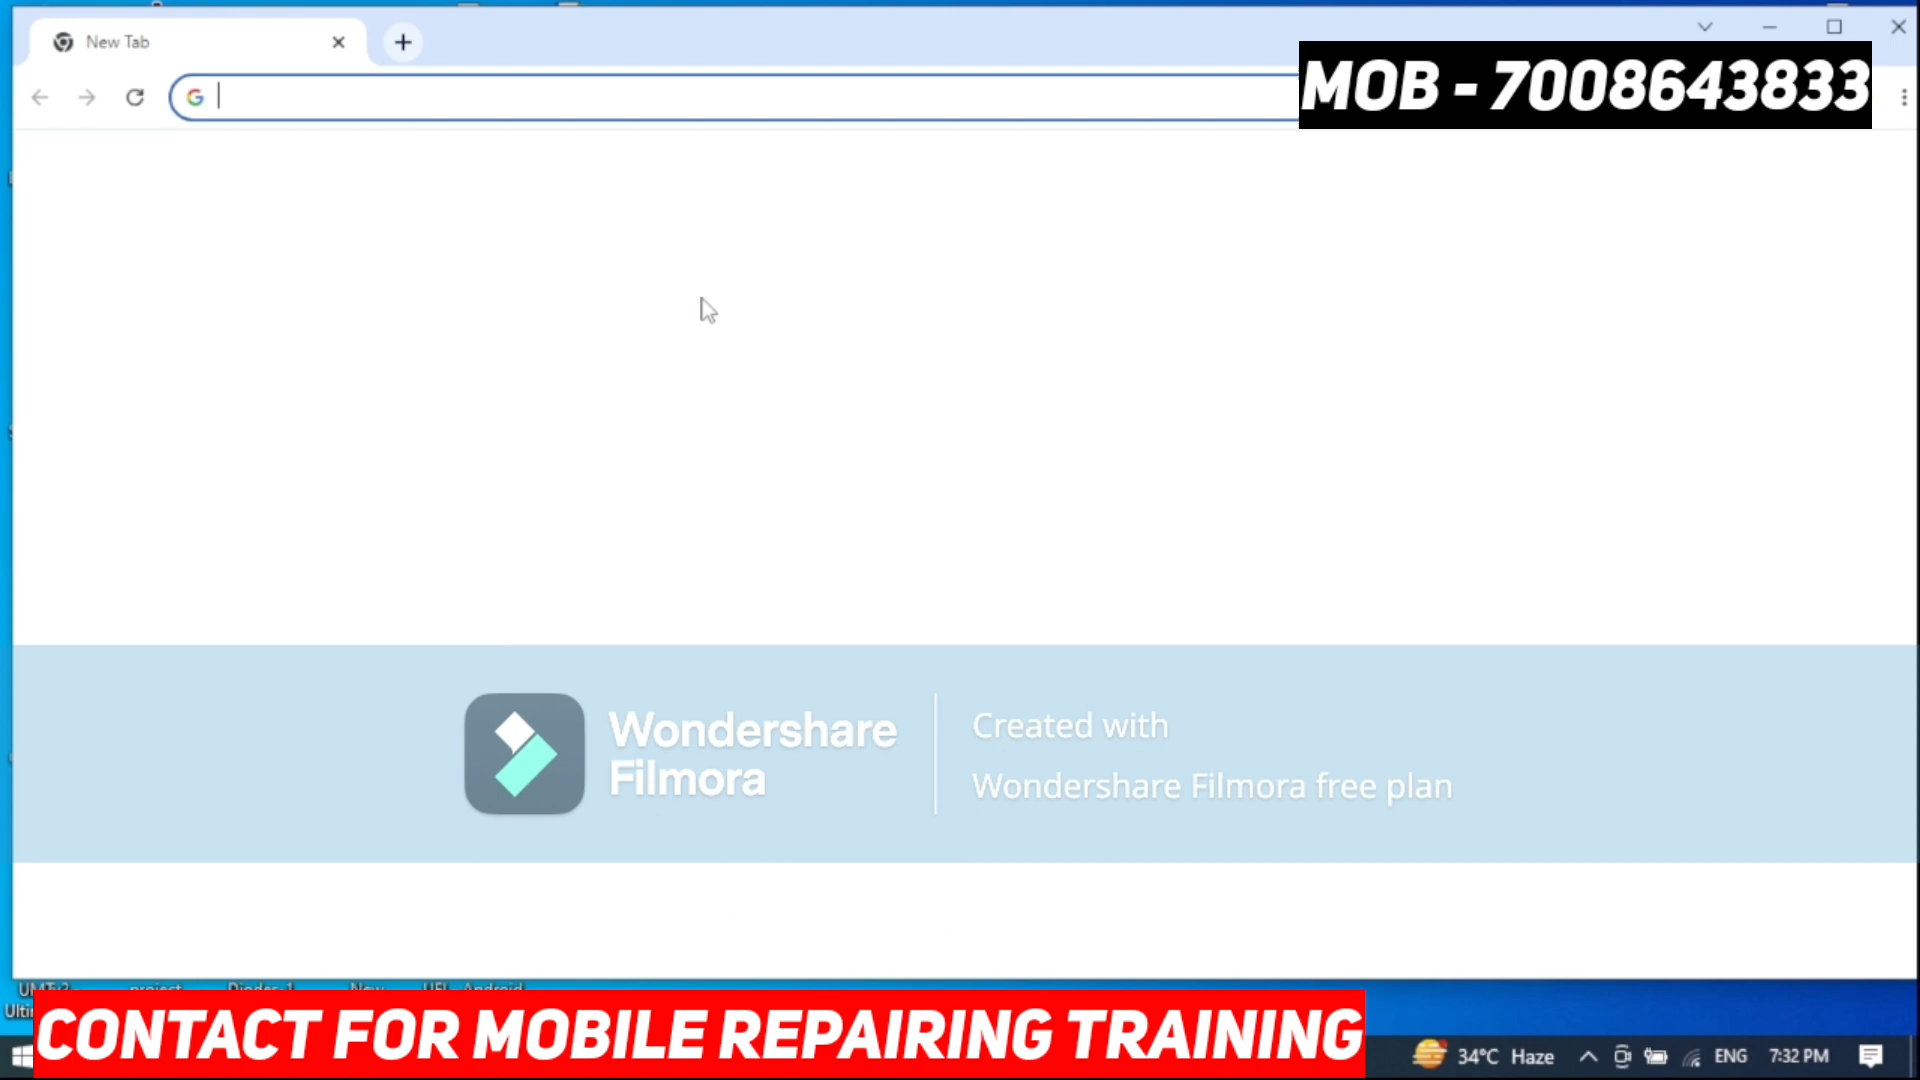 New Tab
MOB - 7008643833
Wondershare
Filmora
Created with
Wondershare Filmora free plan
CONTACT FOR MOBILE REPAIRING TRAINING
34°C Haze
ENG
7:32 PM